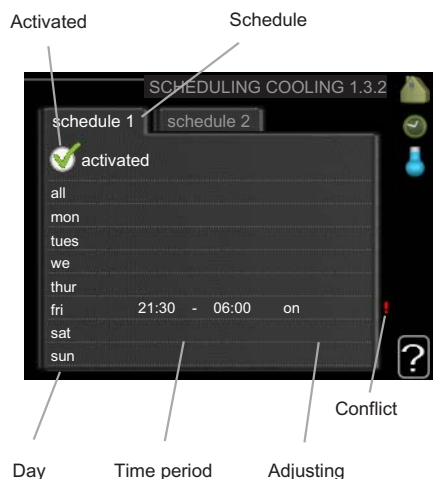 Activated
Schedule
SCHEDULING COOLING 1.3.2
schedule 1
schedule 2
activated
all
mon
tues
we
thur
fri 21:30 - 06:00 on !
sat
sun
?
Conflict
Day
Time period
Adjusting